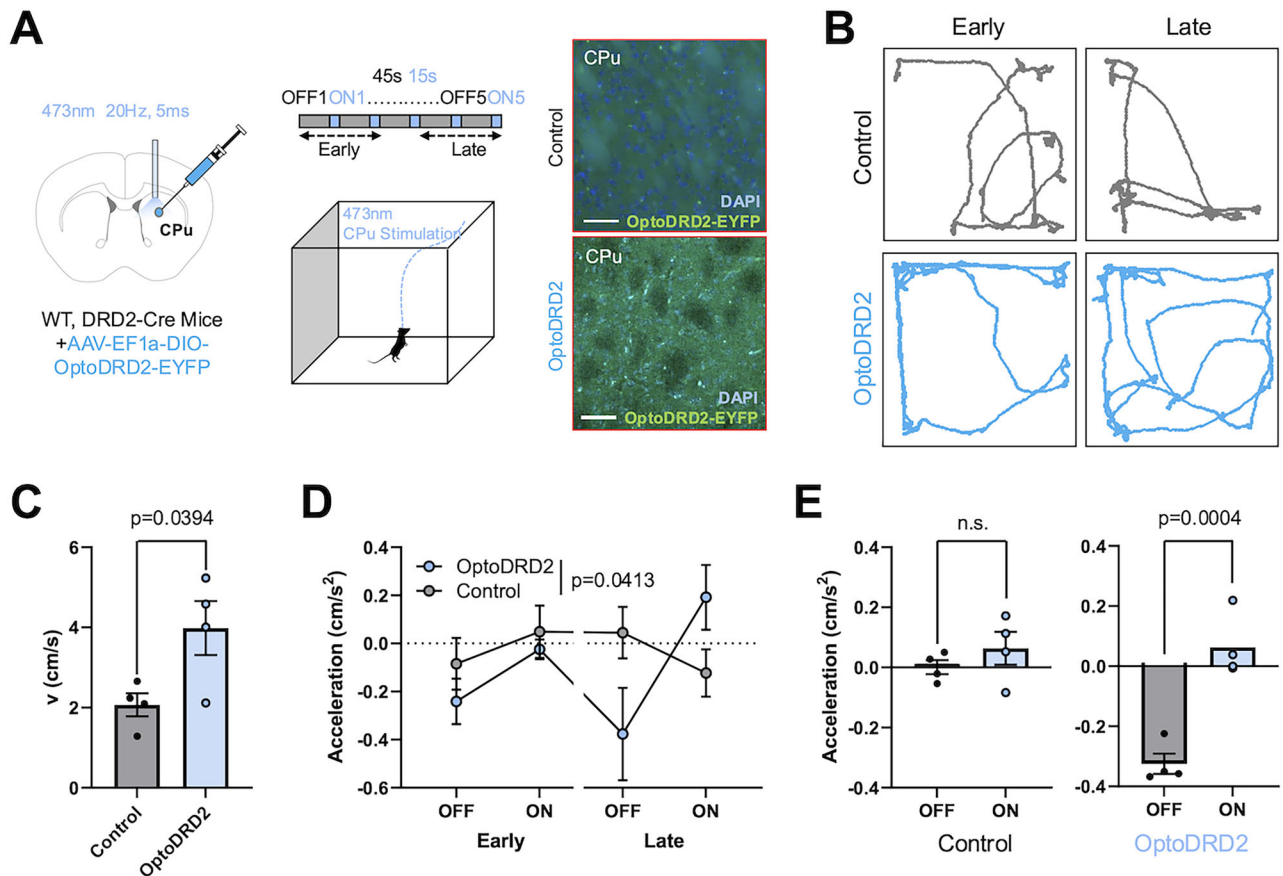 A
473nm 20Hz, 5ms
CPu
WT, DRD2-Cre Mice
+AAV-EF1a-DIO-
OptoDRD2-EYFP
45s 15s
OFF1ON1............OFF5ON5
Early
Late
473nm
CPu Stimulation
Control
CPu
DAPI
OptoDRD2-EYFP
OptoDRD2
CPu
DAPI
OptoDRD2-EYFP
B
Early
Late
Control
OptoDRD2
C
p=0.0394
v (cm/s)
6
4
2
0
Control
OptoDRD2
D
Acceleration (cm/s²)
0.4
0.2
0.0
-0.2
-0.4
-0.6
OptoDRD2
Control
p=0.0413
OFF
ON
OFF
ON
Early
Late
E
n.s.
Acceleration (cm/s²)
0.4
0.2
0.0
-0.2
-0.4
OFF
ON
Control
p=0.0004
0.4
0.2
0.0
-0.2
-0.4
OFF
ON
OptoDRD2